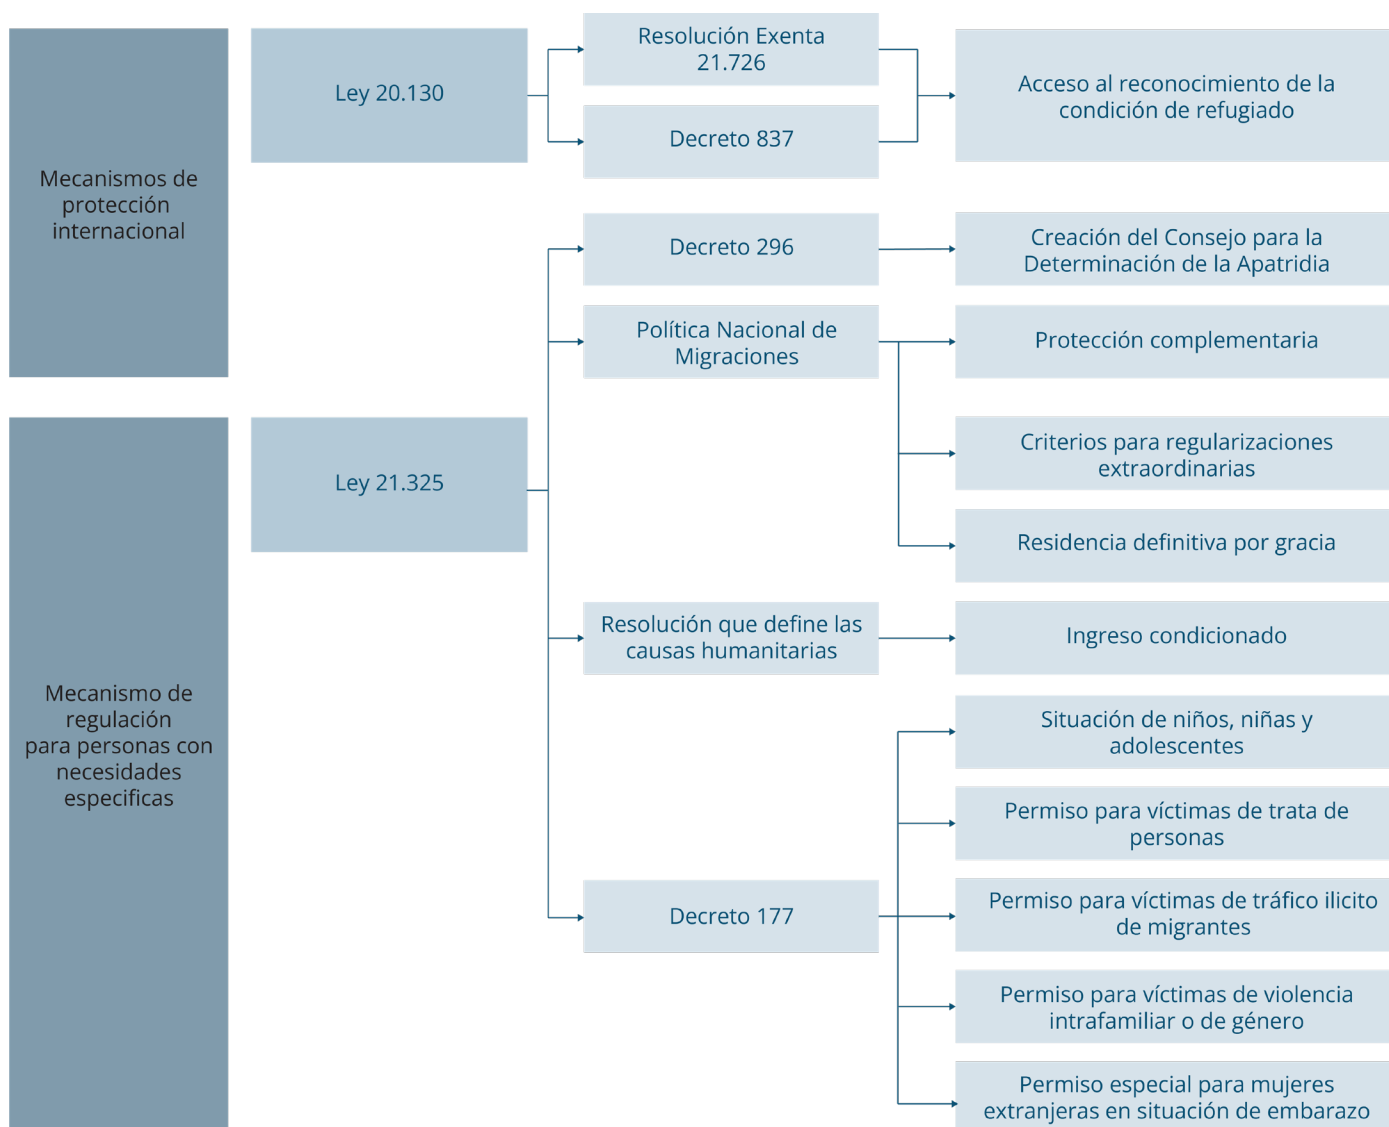 Mecanismos de
protección
internacional
Ley 20.130
Resolución Exenta
21.726
Decreto 837
Acceso al reconocimiento de la
condición de refugiado
Decreto 296
Creación del Consejo para la
Determinación de la Apatridia
Política Nacional de
Migraciones
Protección complementaria
Criterios para regularizaciones
extraordinarias
Residencia definitiva por gracia
Mecanismo de
regulación
para personas con
necesidades
especificas
Ley 21.325
Resolución que define las
causas humanitarias
Ingreso condicionado
Decreto 177
Situación de niños, niñas y
adolescentes
Permiso para víctimas de trata de
personas
Permiso para víctimas de tráfico ilicito
de migrantes
Permiso para víctimas de violencia
intrafamiliar o de género
Permiso especial para mujeres
extranjeras en situación de embarazo